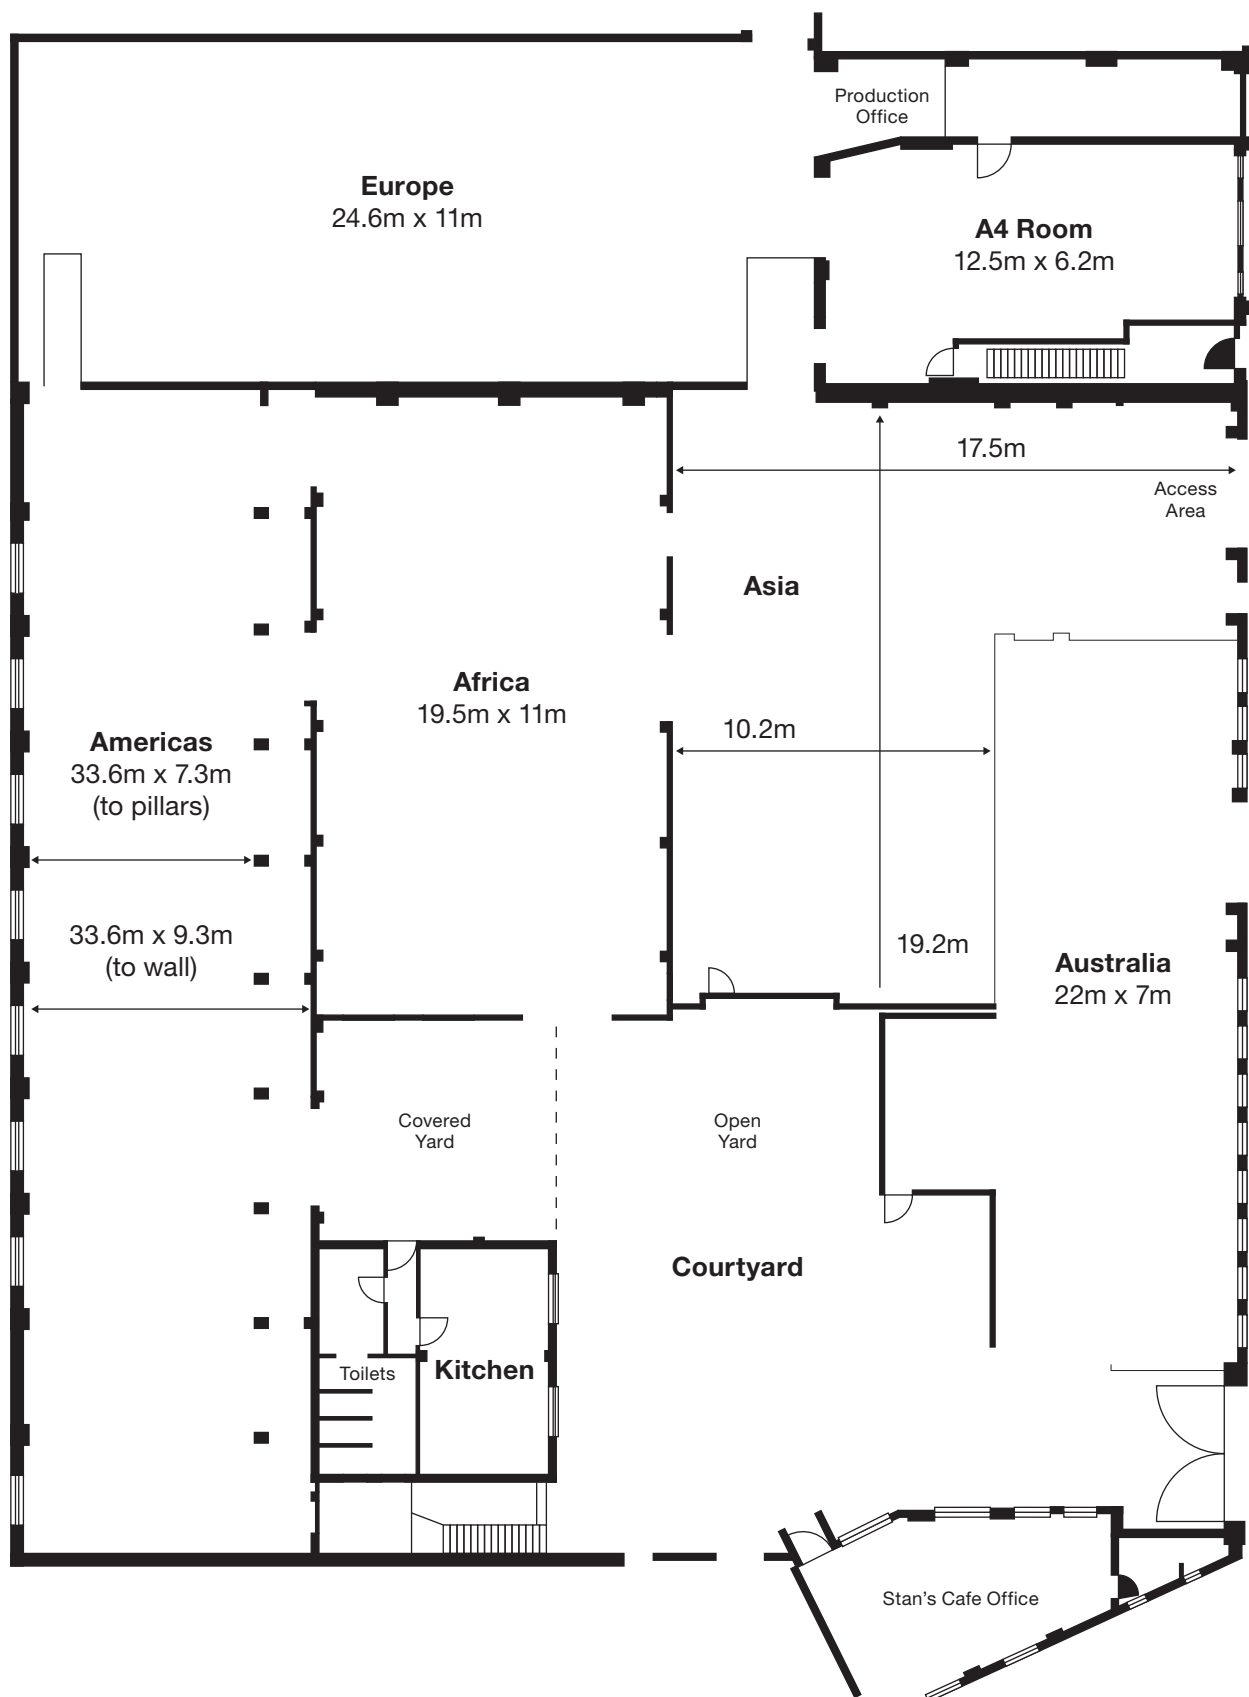 Production
Office
Europe
24.6m x 11m
A4 Room
12.5m x 6.2m
17.5m
Access
Area
Asia
Africa
19.5m x 11m
10.2m
Americas
33.6m x 7.3m
(to pillars)
33.6m x 9.3m
(to wall)
19.2m
Australia
22m x 7m
Covered
Yard
Open
Yard
Courtyard
Toilets
Kitchen
Stan's Cafe Office